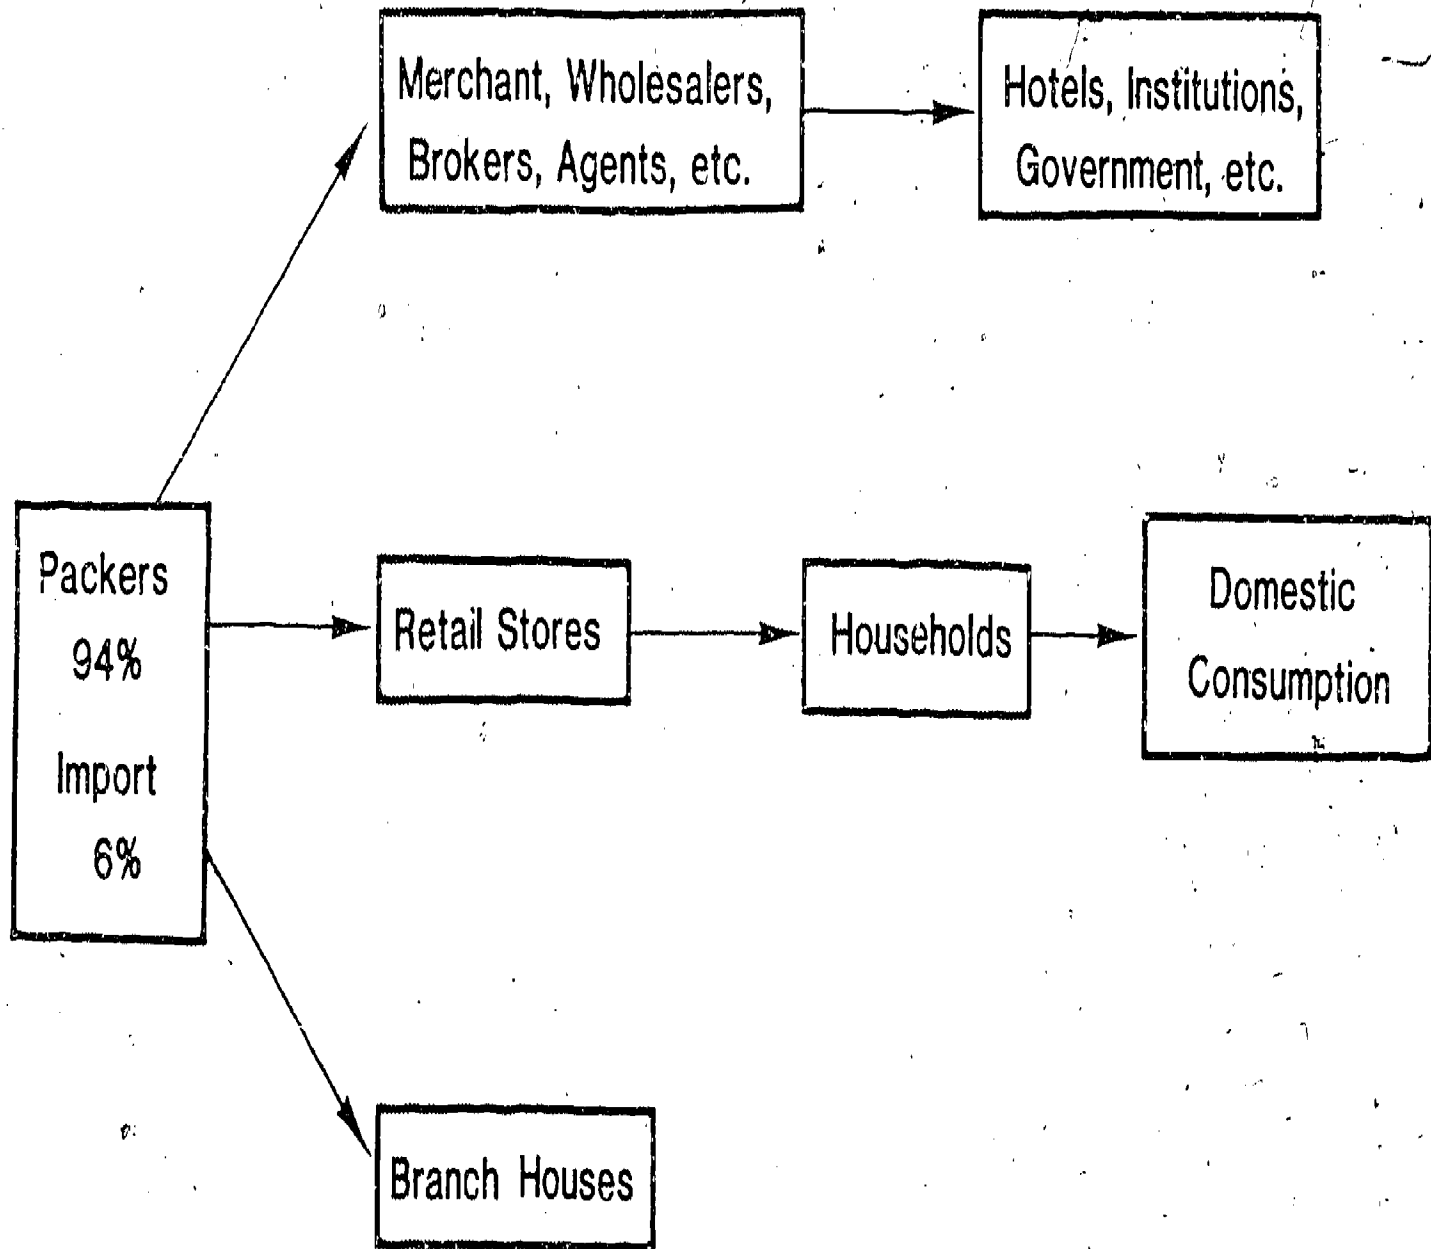 Merchant, Wholesalers,
Brokers, Agents, etc.
Hotels, Institutions,
Government, etc.
Packers
94%
Import
6%
Retail Stores
Households
Domestic
Consumption
Branch Houses